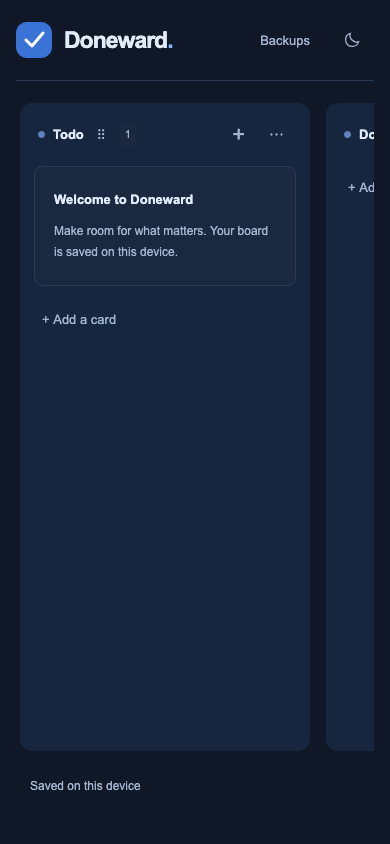 Doneward.
Backups
Todo
1
+
...
Do
Welcome to Doneward
Make room for what matters. Your board
is saved on this device.
+ Add a card
+ Ad
Saved on this device